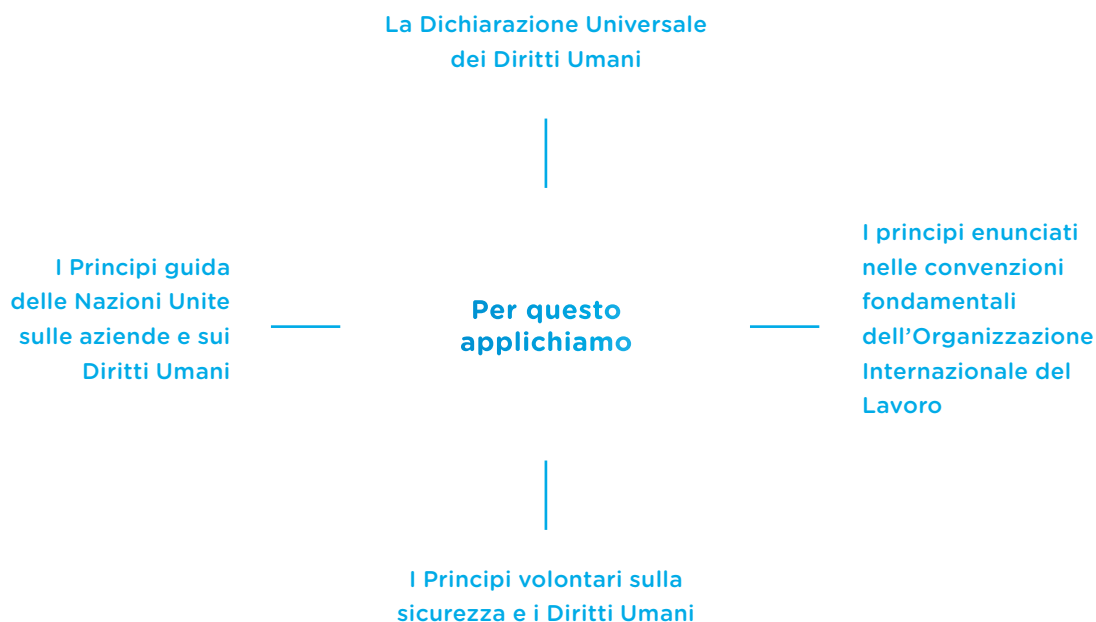 La Dichiarazione Universale
dei Diritti Umani
I Principi guida
delle Nazioni Unite
sulle aziende e sui
Diritti Umani
Per questo
applichiamo
I principi enunciati
nelle convenzioni
fondamentali
dell’Organizzazione
Internazionale del
Lavoro
I Principi volontari sulla
sicurezza e i Diritti Umani